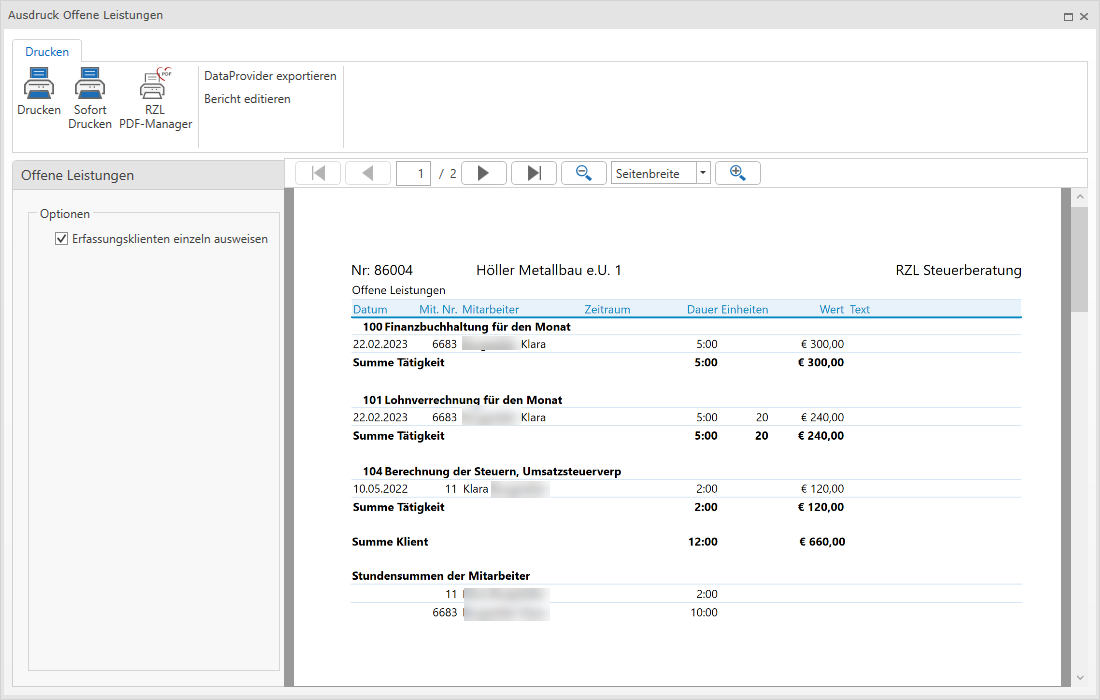 Ausdruck Offene Leistungen
Drucken
Drucken
Sofort Drucken
RZL PDF-Manager
PDF
DataProvider exportieren
Bericht editieren
Offene Leistungen
Optionen
Erfassungsklienten einzeln ausweisen
1 / 2
Seitenbreite
Nr: 86004 Höller Metallbau e.U. 1 RZL Steuerberatung
Offene Leistungen
Datum Mit. Nr. Mitarbeiter Zeitraum Dauer Einheiten Wert Text
100 Finanzbuchhaltung für den Monat
22.02.2023 6683 Klara 5:00 € 300,00
Summe Tätigkeit 5:00 € 300,00
101 Lohnverrechnung für den Monat
22.02.2023 6683 Klara 5:00 20 € 240,00
Summe Tätigkeit 5:00 20 € 240,00
104 Berechnung der Steuern, Umsatzsteuerverp
10.05.2022 11 Klara 2:00 € 120,00
Summe Tätigkeit 2:00 € 120,00
Summe Klient 12:00 € 660,00
Stundensummen der Mitarbeiter
11 2:00
6683 10:00